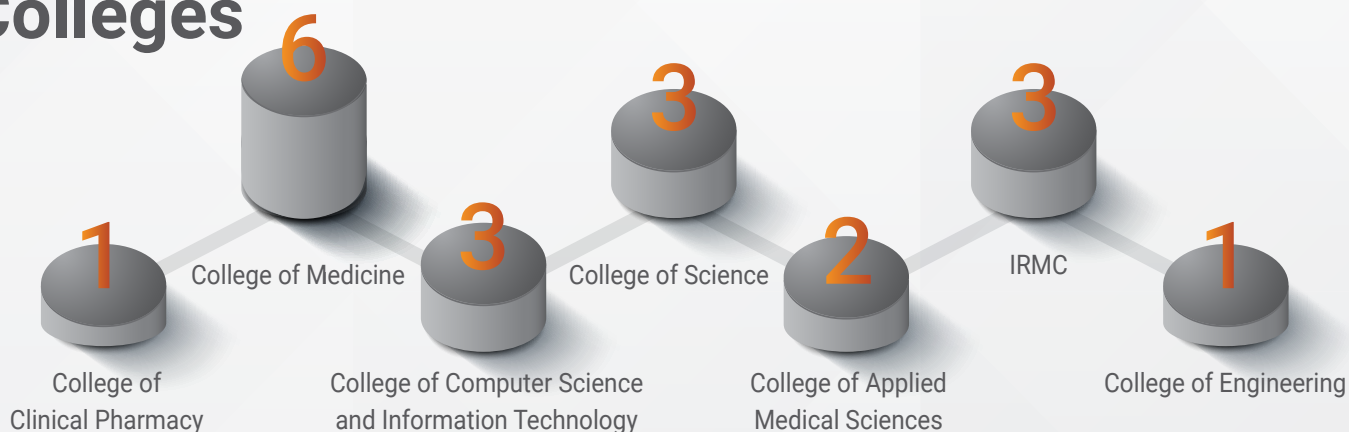 Colleges
6
3
3
1
3
2
1
College of Medicine
College of Science
IRMC
College of
Clinical Pharmacy
College of Computer Science
and Information Technology
College of Applied
Medical Sciences
College of Engineering